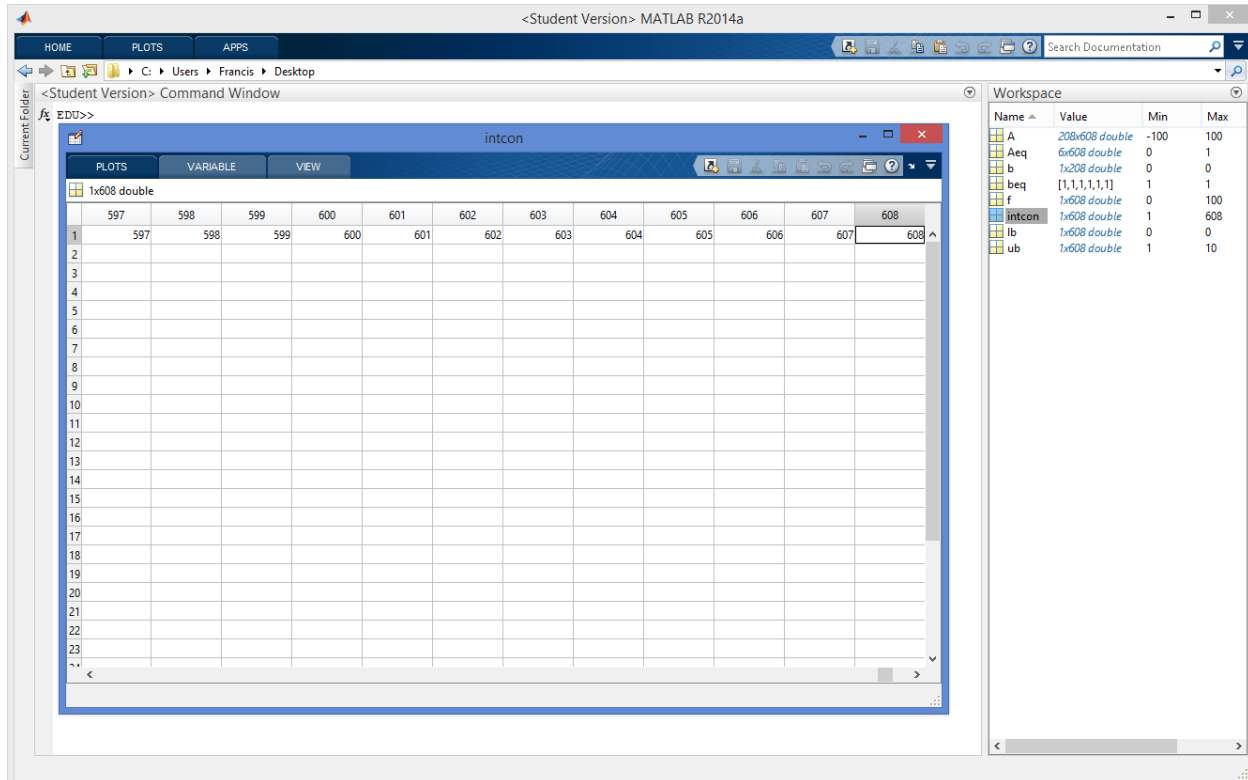 <Student Version> MATLAB R2014a
HOME PLOTS APPS Search Documentation
C: Users Francis Desktop
Current Folder
<Student Version> Command Window
fx EDU>>
intcon
PLOTS VARIABLE VIEW
1x608 double
597 598 599 600 601 602 603 604 605 606 607 608
1 597 598 599 600 601 602 603 604 605 606 607 608
2
3
4
5
6
7
8
9
10
11
12
13
14
15
16
17
18
19
20
21
22
23
Workspace
Name Value Min Max
A 208x608 double -100 100
Aeq 6x608 double 0 1
b 1x208 double 0 0
beq [1,1,1,1,1,1] 1 1
f 1x608 double 0 100
intcon 1x608 double 1 608
lb 1x608 double 0 0
ub 1x608 double 1 10